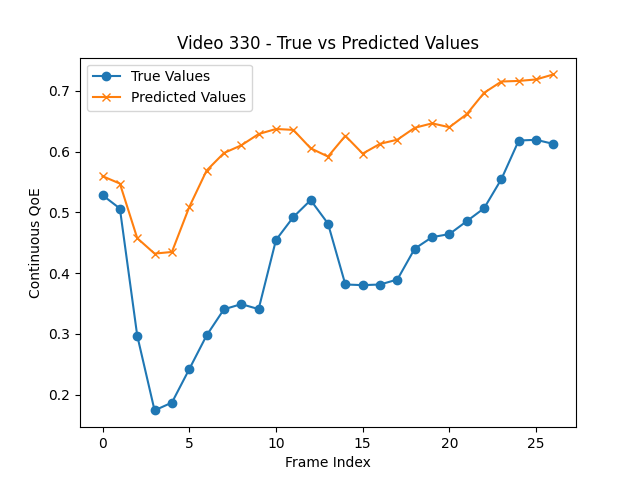 Video 330 - True vs Predicted Values
True Values
Predicted Values
Continuous QoE
0.7
0.6
0.5
0.4
0.3
0.2
0 5 10 15 20 25
Frame Index